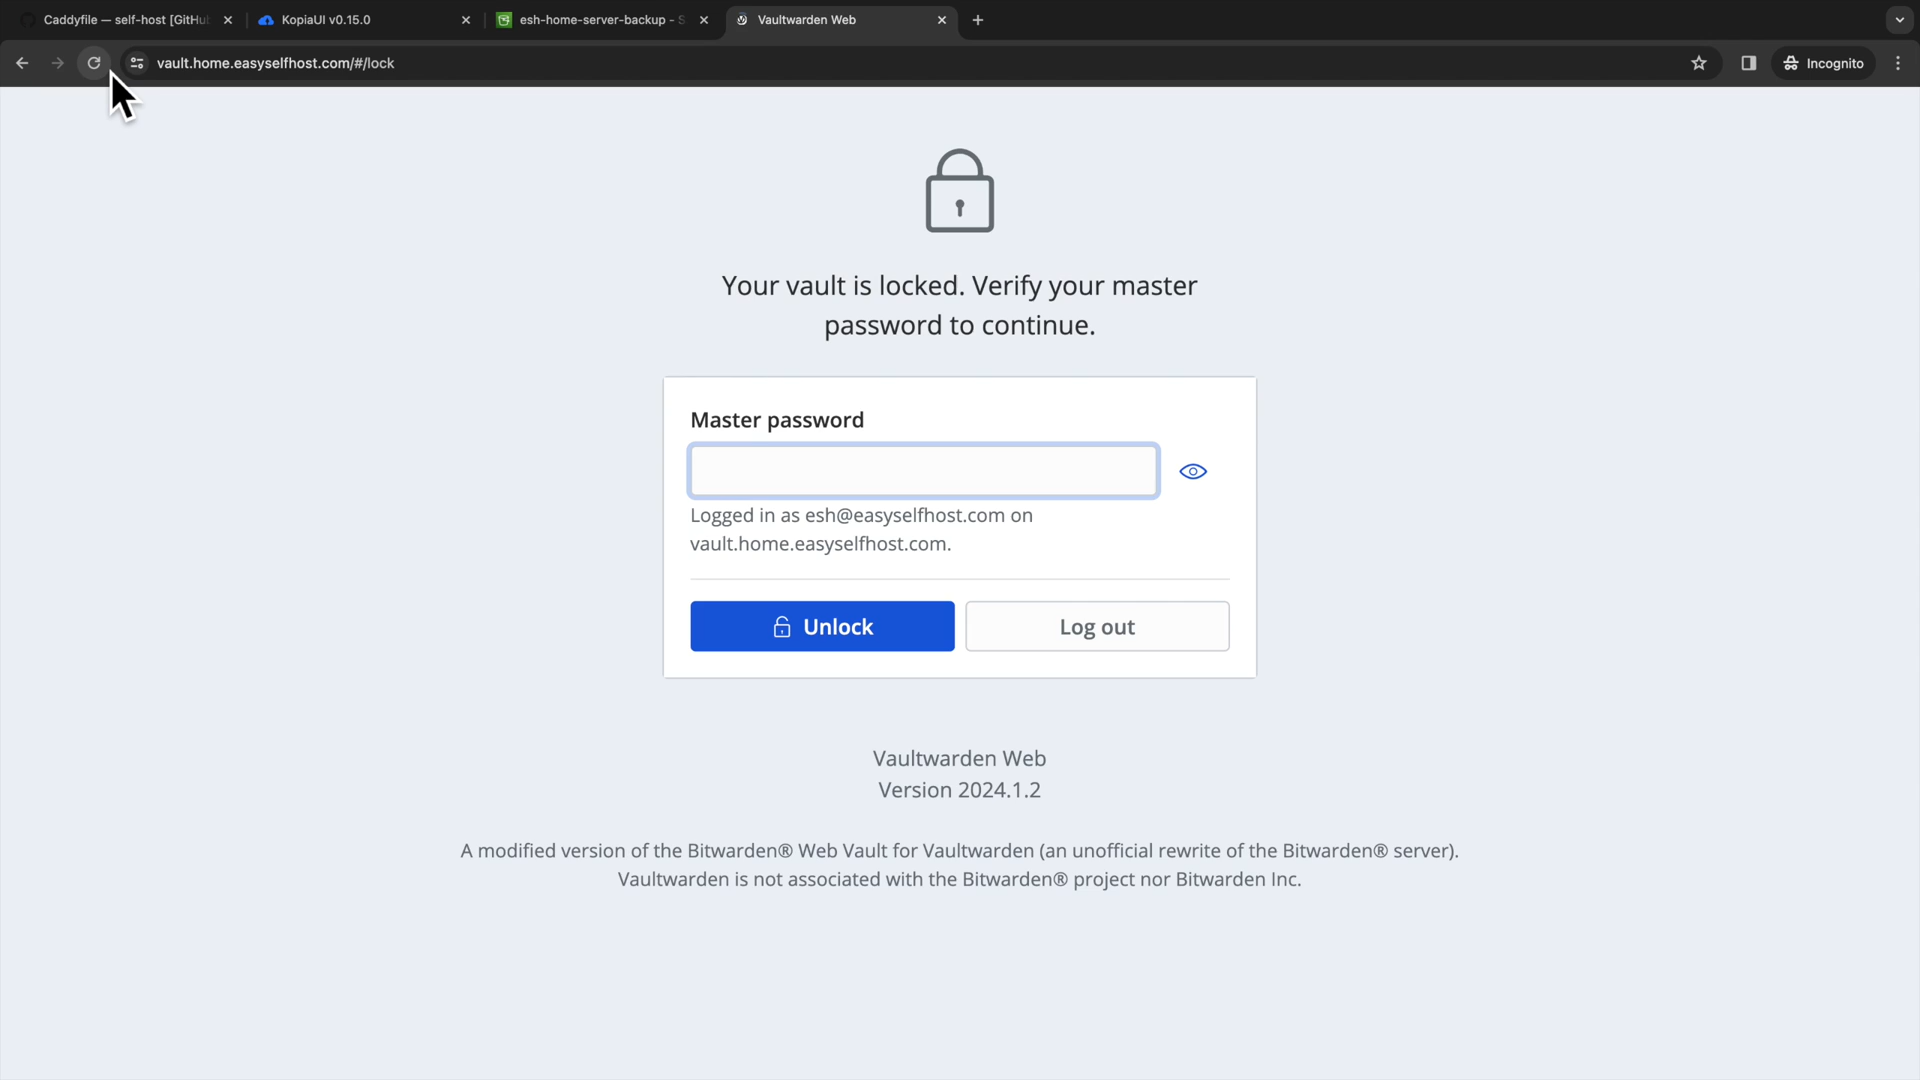 Caddyfile — self-host [GitHu
KopiaUI v0.15.0
esh-home-server-backup - S
Vaultwarden Web
vault.home.easyselfhost.com/#/lock
Incognito
Your vault is locked. Verify your master
password to continue.
Master password
Logged in as esh@easyselfhost.com on
vault.home.easyselfhost.com.
Unlock
Log out
Vaultwarden Web
Version 2024.1.2
A modified version of the Bitwarden® Web Vault for Vaultwarden (an unofficial rewrite of the Bitwarden® server).
Vaultwarden is not associated with the Bitwarden® project nor Bitwarden Inc.